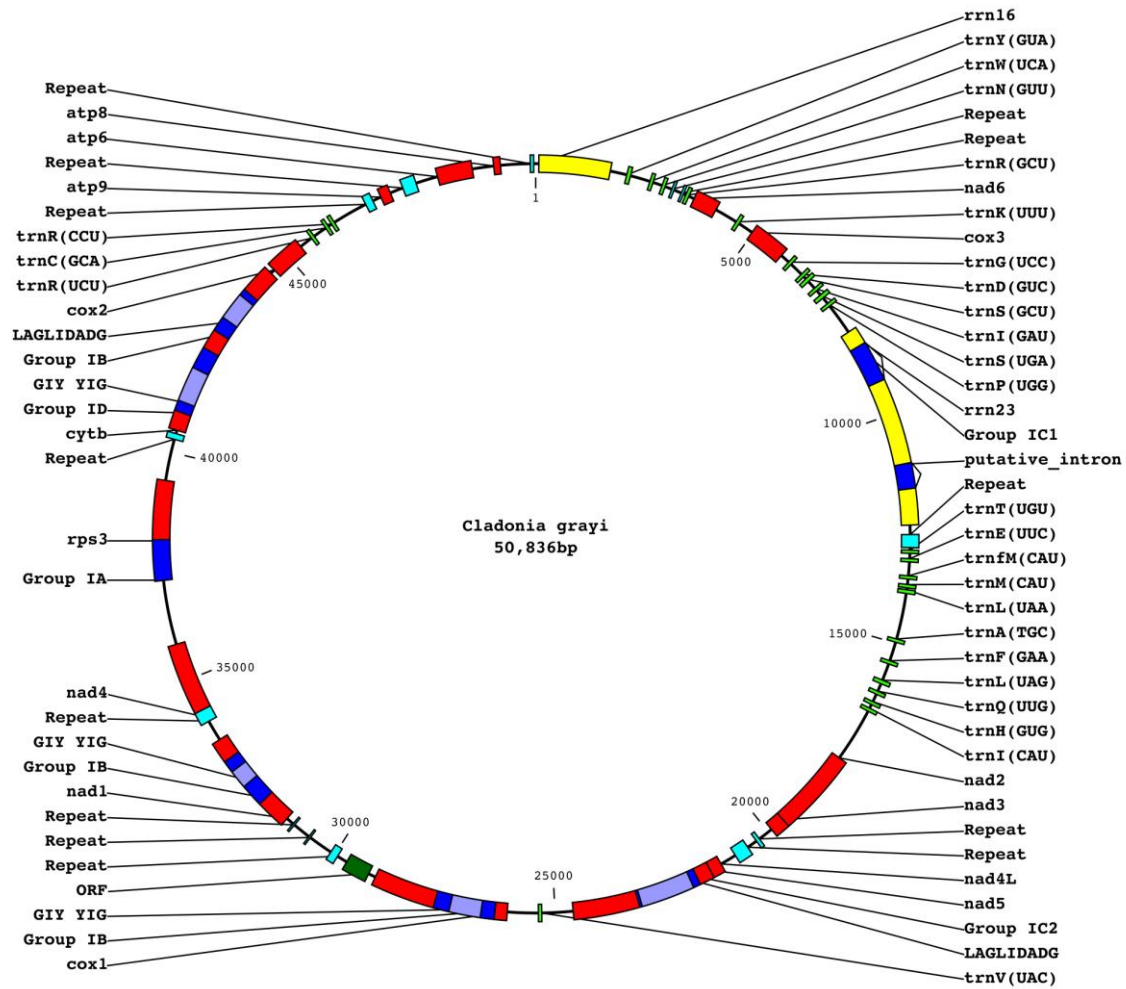 rrn16
trnY(GUA)
trnW(UCA)
trnN(GUU)
Repeat
Repeat
trnR(GCU)
nad6
trnK(UUU)
cox3
trnG(UCC)
trnD(GUC)
trnS(GCU)
trnI(GAU)
trnS(UGA)
trnP(UGG)
rrn23
Group IC1
putative_intron
Repeat
trnT(UGU)
trnE(UUC)
trnfM(CAU)
trnM(CAU)
trnL(UAA)
trnA(TGC)
trnF(GAA)
trnL(UAG)
trnQ(UUG)
trnH(GUG)
trnI(CAU)
nad2
nad3
Repeat
Repeat
nad4L
nad5
Group IC2
LAGLIDADG
trnV(UAC)
Repeat
atp8
atp6
Repeat
atp9
Repeat
trnR(CCU)
trnC(GCA)
trnR(UCU)
cox2
LAGLIDADG
Group IB
GIY YIG
Group ID
cytb
Repeat
rps3
Group IA
nad4
Repeat
GIY YIG
Group IB
nad1
Repeat
Repeat
Repeat
ORF
GIY YIG
Group IB
cox1
1
5000
10000
15000
20000
25000
30000
35000
40000
45000
Cladonia grayi
50,836bp